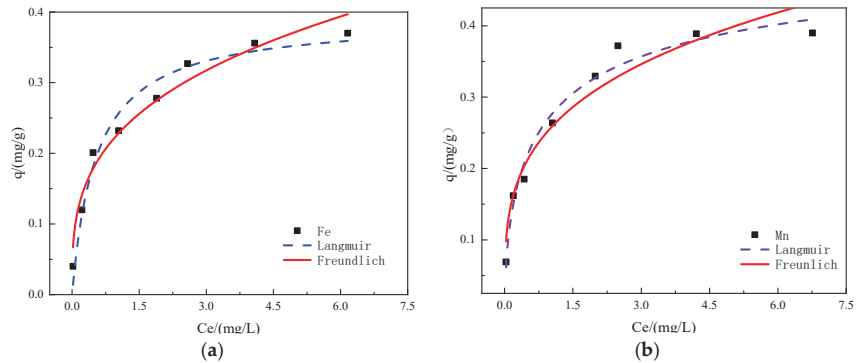 (a)
0.4
0.3
0.2
0.1
0.0
q/(mg/g)
Fe
Langmuir
Freundlich
0.0 1.5 3.0 4.5 6.0 7.5
Ce/(mg/L)
(a)
(b)
0.4
0.3
0.2
0.1
q/(mg/g)
Mn
Langmuir
Freunlich
0.0 1.5 3.0 4.5 6.0 7.5
Ce/(mg/L)
(b)